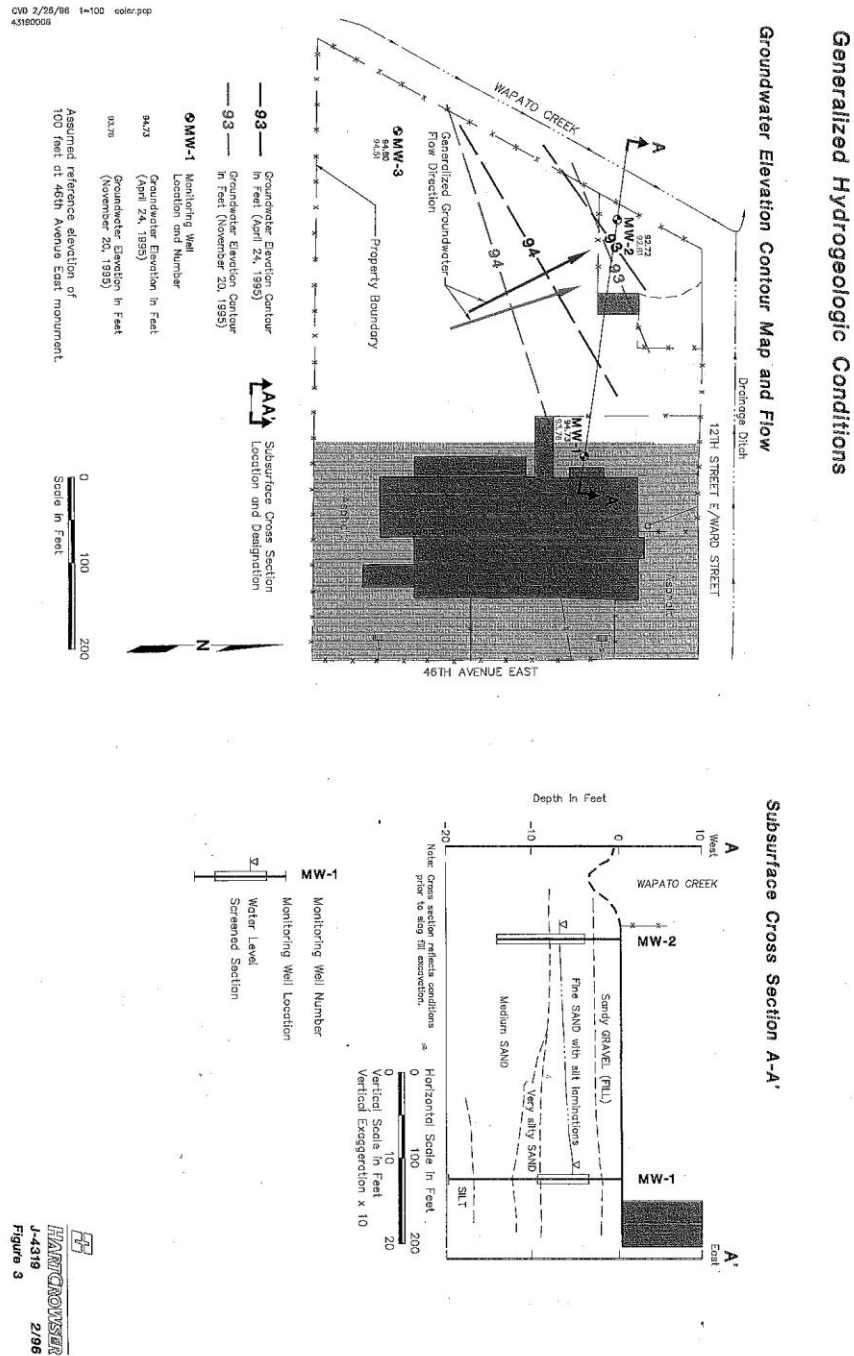 Generalized Hydrogeologic Conditions
Groundwater Elevation Contour Map and Flow
WAPATO CREEK
Drainage Ditch
12TH STREET E/WARD STREET
46TH AVENUE EAST
A
MW-2
92.72
92.81
93
93
94
94
MW-1
94.73
93.76
A'
Asphalt
Asphalt
MW-3
94.80
94.51
Generalized Groundwater
Flow Direction
Property Boundary
93
Groundwater Elevation Contour
in Feet (April 24, 1995)
93
Groundwater Elevation Contour
in Feet (November 20, 1995)
MW-1
Monitoring Well
Location and Number
94.73
Groundwater Elevation in Feet
(April 24, 1995)
93.76
Groundwater Elevation in Feet
(November 20, 1995)
Assumed reference elevation of
100 feet at 46th Avenue East monument.
A A'
Subsurface Cross Section
Location and Designation
0 100 200
Scale in Feet
N
CVD 2/26/96 1=100 color.pcp
43190006
Subsurface Cross Section A-A'
A
West
A'
East
10
0
-10
-20
Depth in Feet
WAPATO CREEK
MW-2
MW-1
Sandy GRAVEL (FILL)
Fine SAND with silt laminations
Very silty SAND
Medium SAND
SILT
Note: Cross section reflects conditions
prior to slag fill excavation.
Horizontal Scale in Feet
0 100 200
0 10 20
Vertical Scale in Feet
Vertical Exaggeration x 10
MW-1
Monitoring Well Number
Monitoring Well Location
Water Level
Screened Section
HARTCROWSER
J-4319 2/96
Figure 3